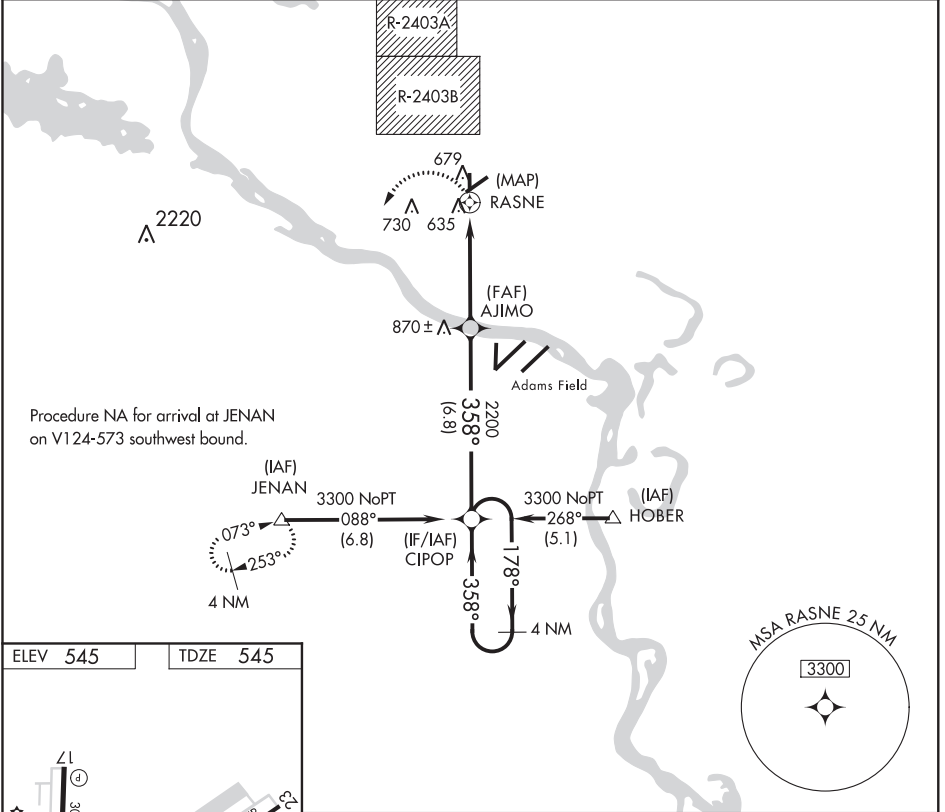 R-2403A
R-2403B
679
(MAP)
RASNE
730
635
2220
(FAF)
AJIMO
870±
Adams Field
2200
358°
(6.8)
Procedure NA for arrival at JENAN
on V124-573 southwest bound.
(IAF)
JENAN
3300 NoPT
088°
(6.8)
(IF/IAF)
CIPOP
3300 NoPT
268°
(5.1)
(IAF)
HOBER
073°
253°
4 NM
358°
178°
4 NM
MSA RASNE 25 NM
3300
ELEV 545
TDZE 545
17
P
30
23